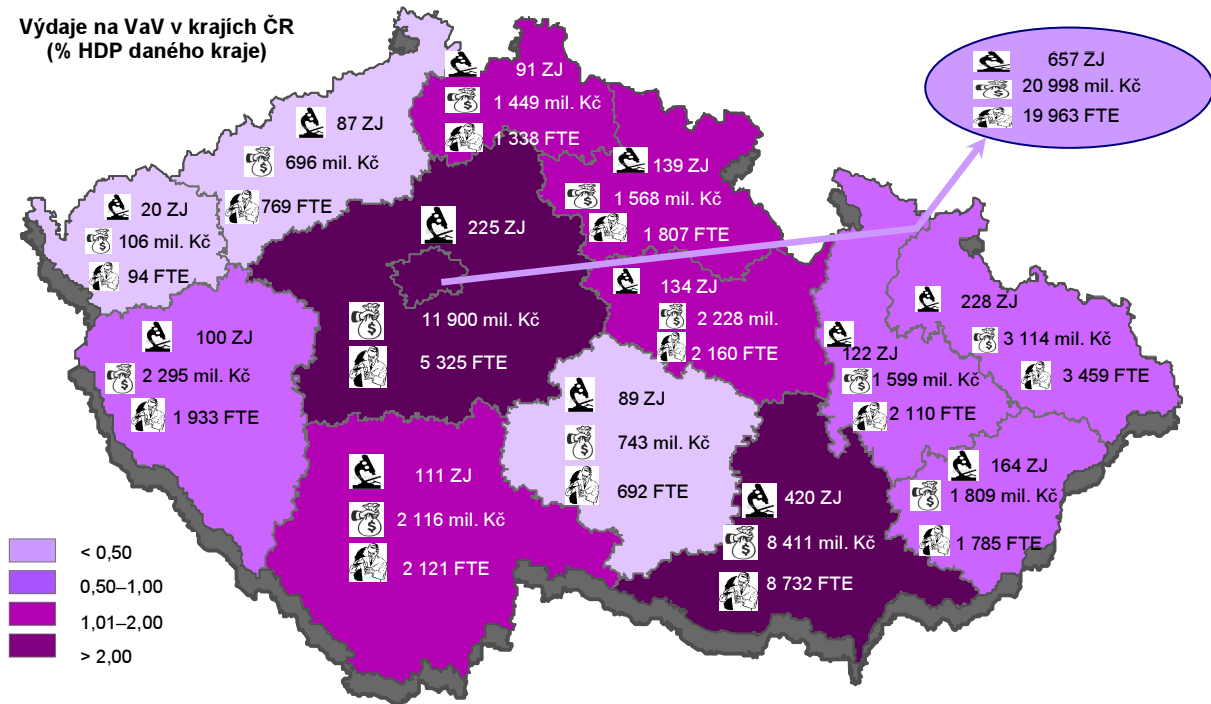 Výdaje na VaV v krajích ČR
(% HDP daného kraje)
657 ZJ
20 998 mil. Kč
19 963 FTE
91 ZJ
1 449 mil. Kč
1 338 FTE
87 ZJ
696 mil. Kč
769 FTE
139 ZJ
1 568 mil. Kč
1 807 FTE
20 ZJ
106 mil. Kč
94 FTE
225 ZJ
11 900 mil. Kč
5 325 FTE
134 ZJ
2 228 mil.
2 160 FTE
228 ZJ
3 114 mil. Kč
3 459 FTE
100 ZJ
2 295 mil. Kč
1 933 FTE
122 ZJ
1 599 mil. Kč
2 110 FTE
89 ZJ
743 mil. Kč
692 FTE
111 ZJ
2 116 mil. Kč
2 121 FTE
420 ZJ
8 411 mil. Kč
8 732 FTE
164 ZJ
1 809 mil. Kč
1 785 FTE
< 0,50
0,50–1,00
1,01–2,00
> 2,00